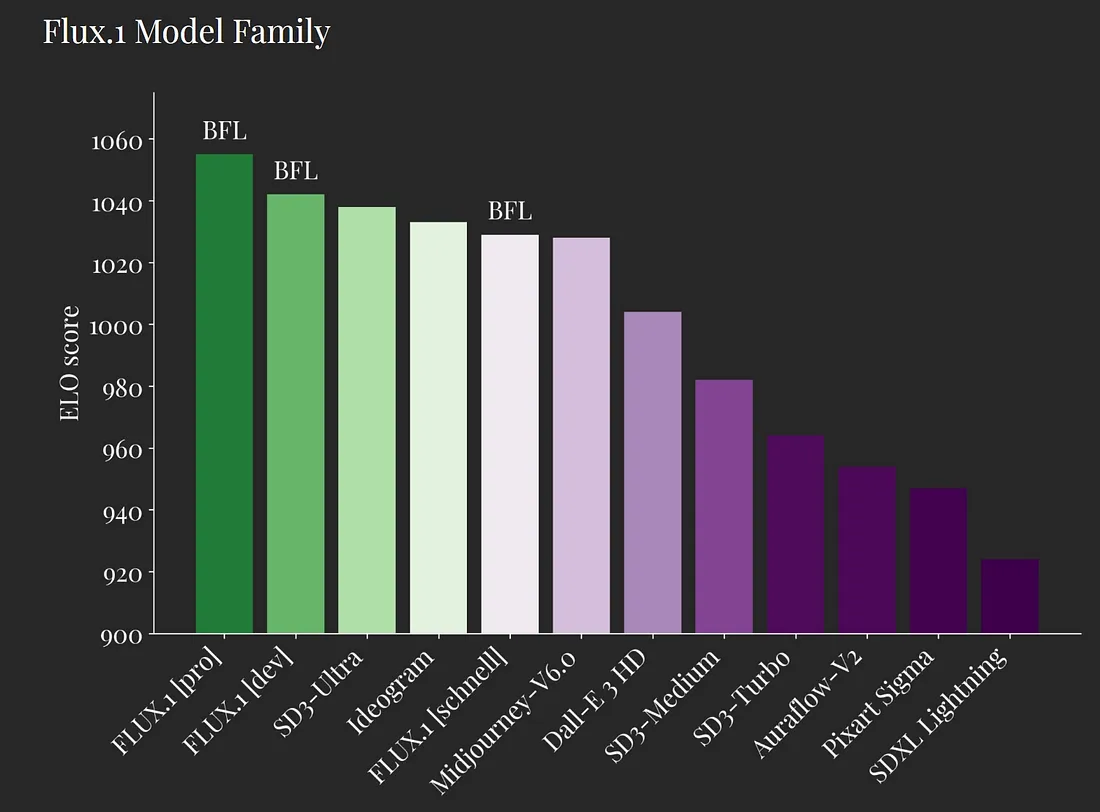 Flux.1 Model Family
ELO score
1060
1040
1020
1000
980
960
940
920
900
BFL
BFL
BFL
FLUX.1 [pro]
FLUX.1 [dev]
SD3-Ultra
Ideogram
FLUX.1 [schnell]
Midjourney-V6.0
Dall-E 3 HD
SD3-Medium
SD3-Turbo
Auraflow-V2
Pixart Sigma
SDXL Lightning